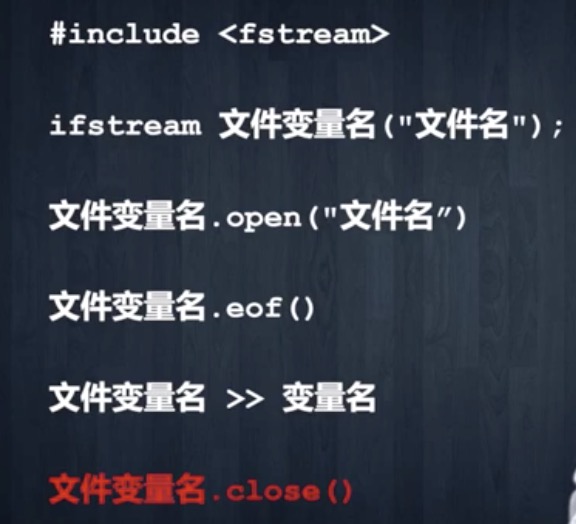 #include <fstream>
ifstream 文件变量名("文件名");
文件变量名.open("文件名″)
文件变量名.eof()
文件变量名 >> 变量名
文件变量名.close()